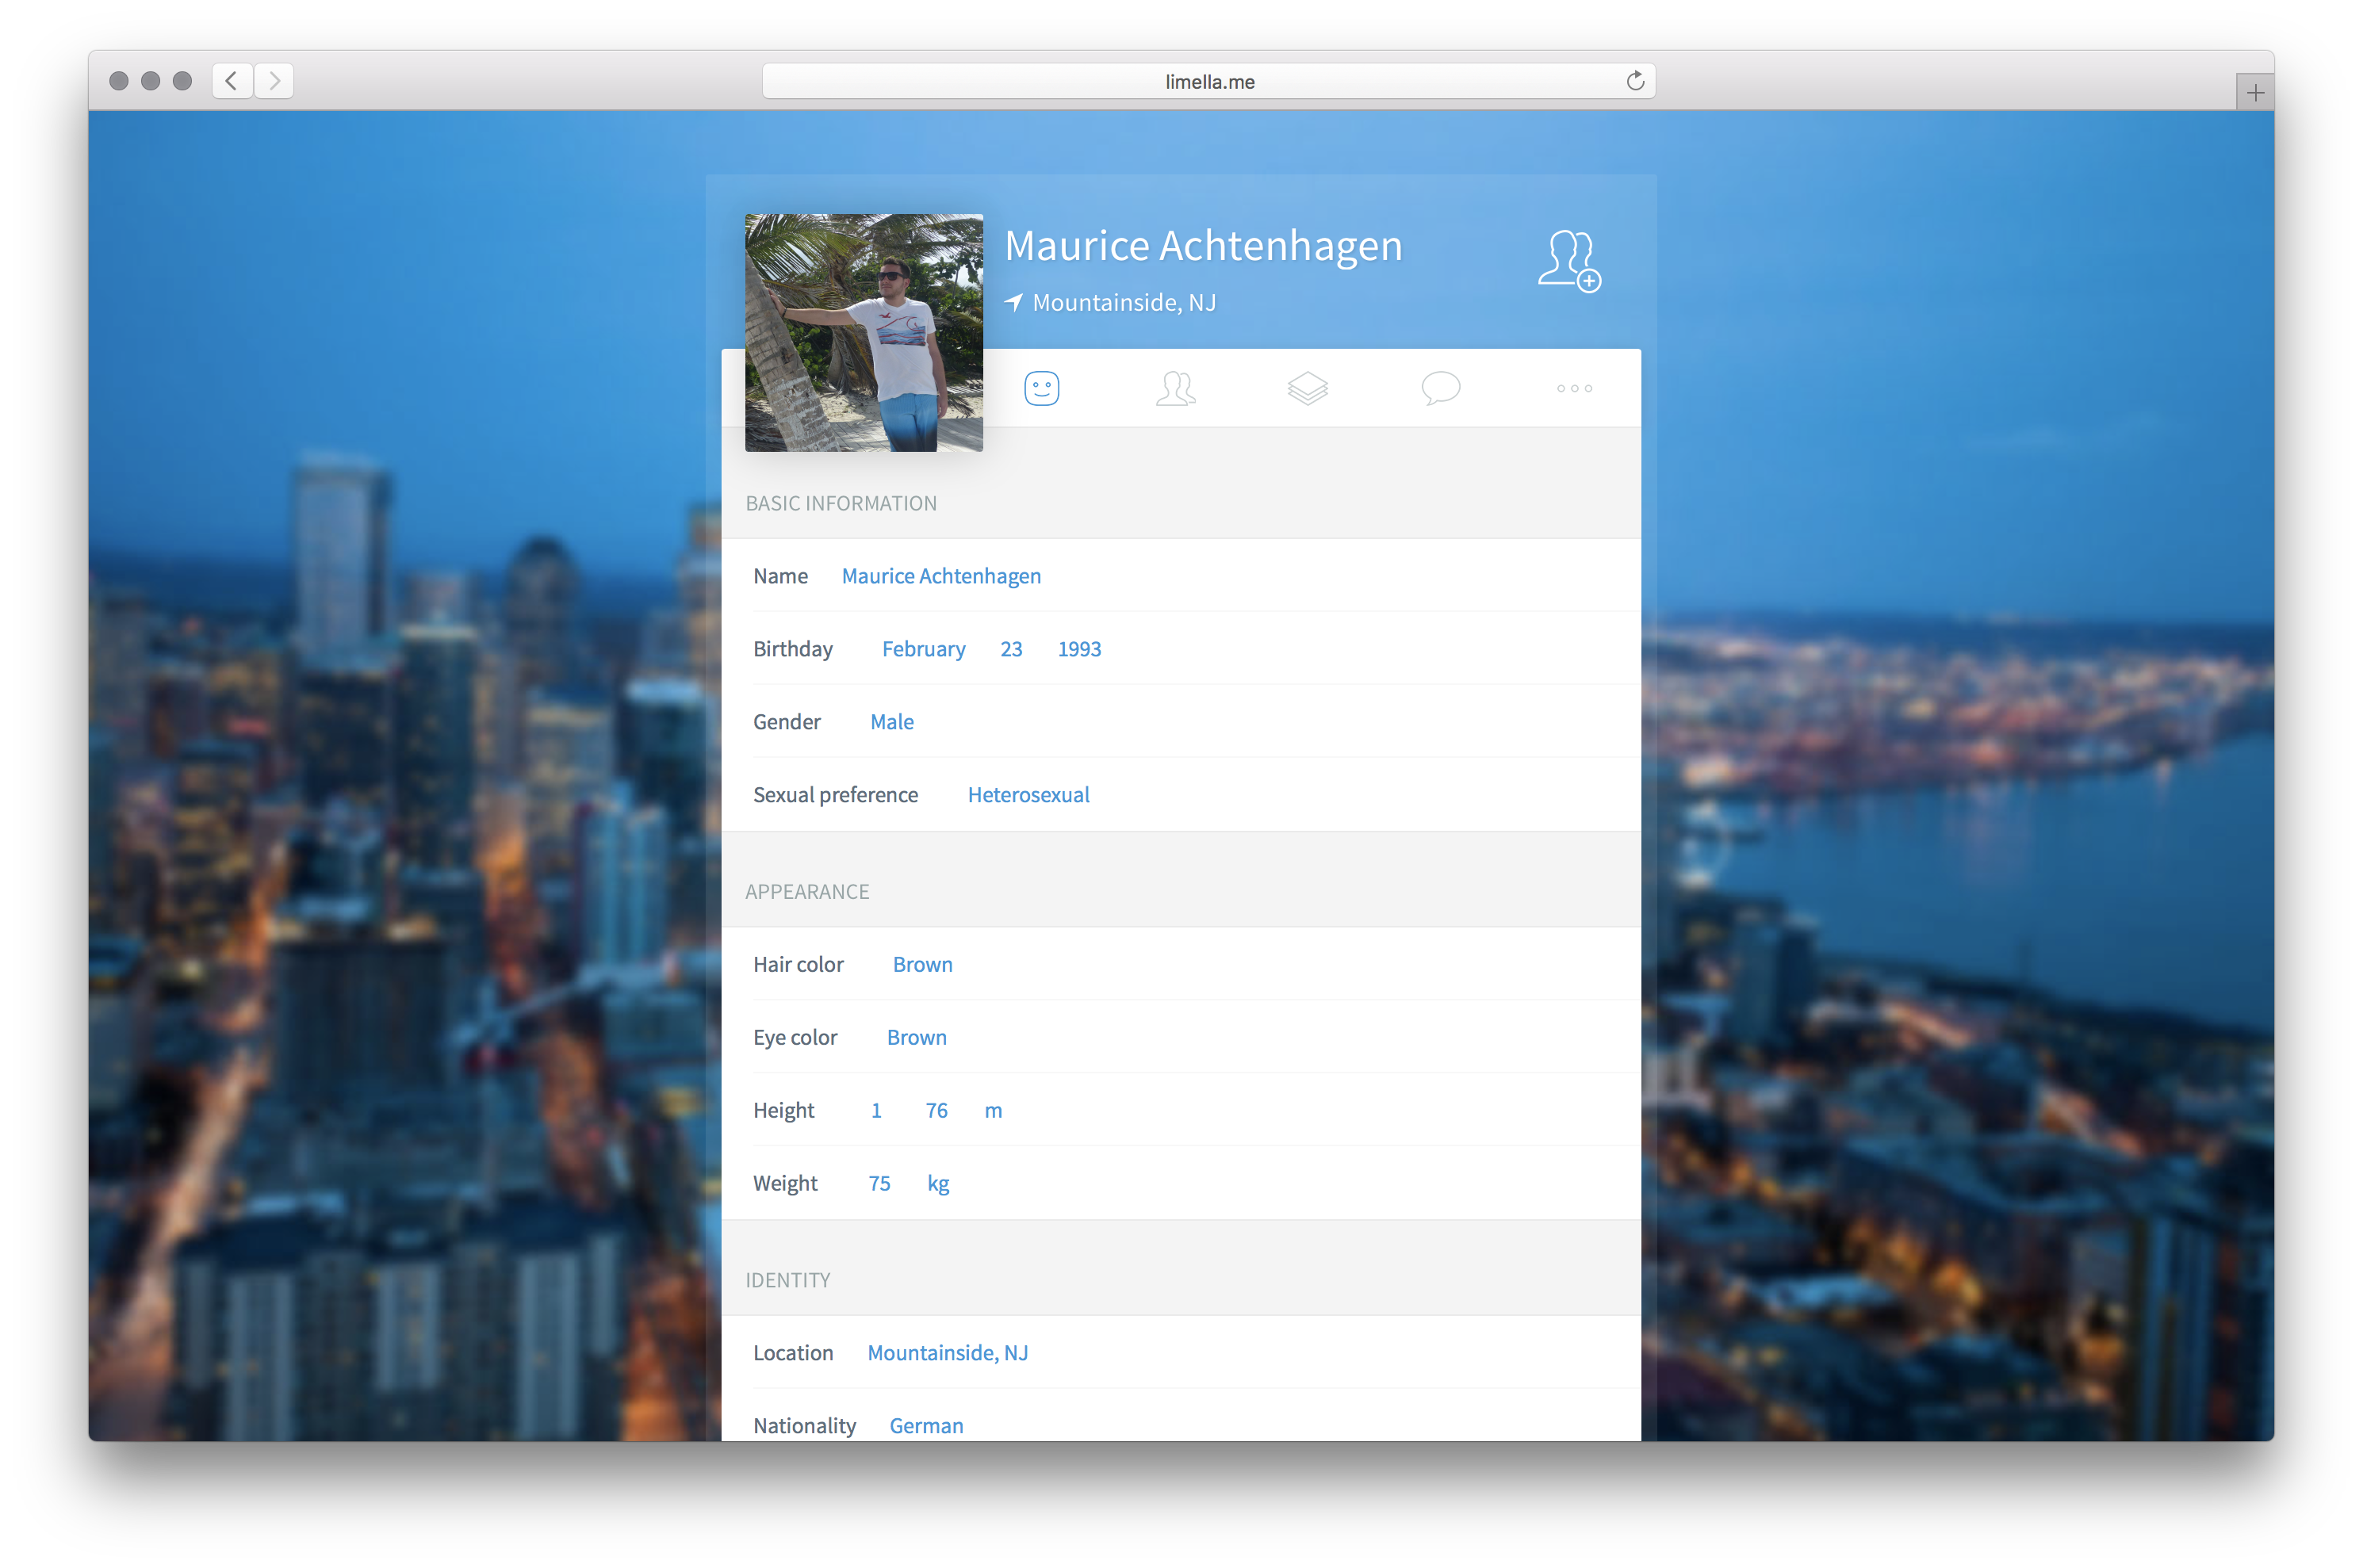 limella.me
Maurice Achtenhagen
Mountainside, NJ
BASIC INFORMATION
Name Maurice Achtenhagen
Birthday February 23 1993
Gender Male
Sexual preference Heterosexual
APPEARANCE
Hair color Brown
Eye color Brown
Height 1 76 m
Weight 75 kg
IDENTITY
Location Mountainside, NJ
Nationality German